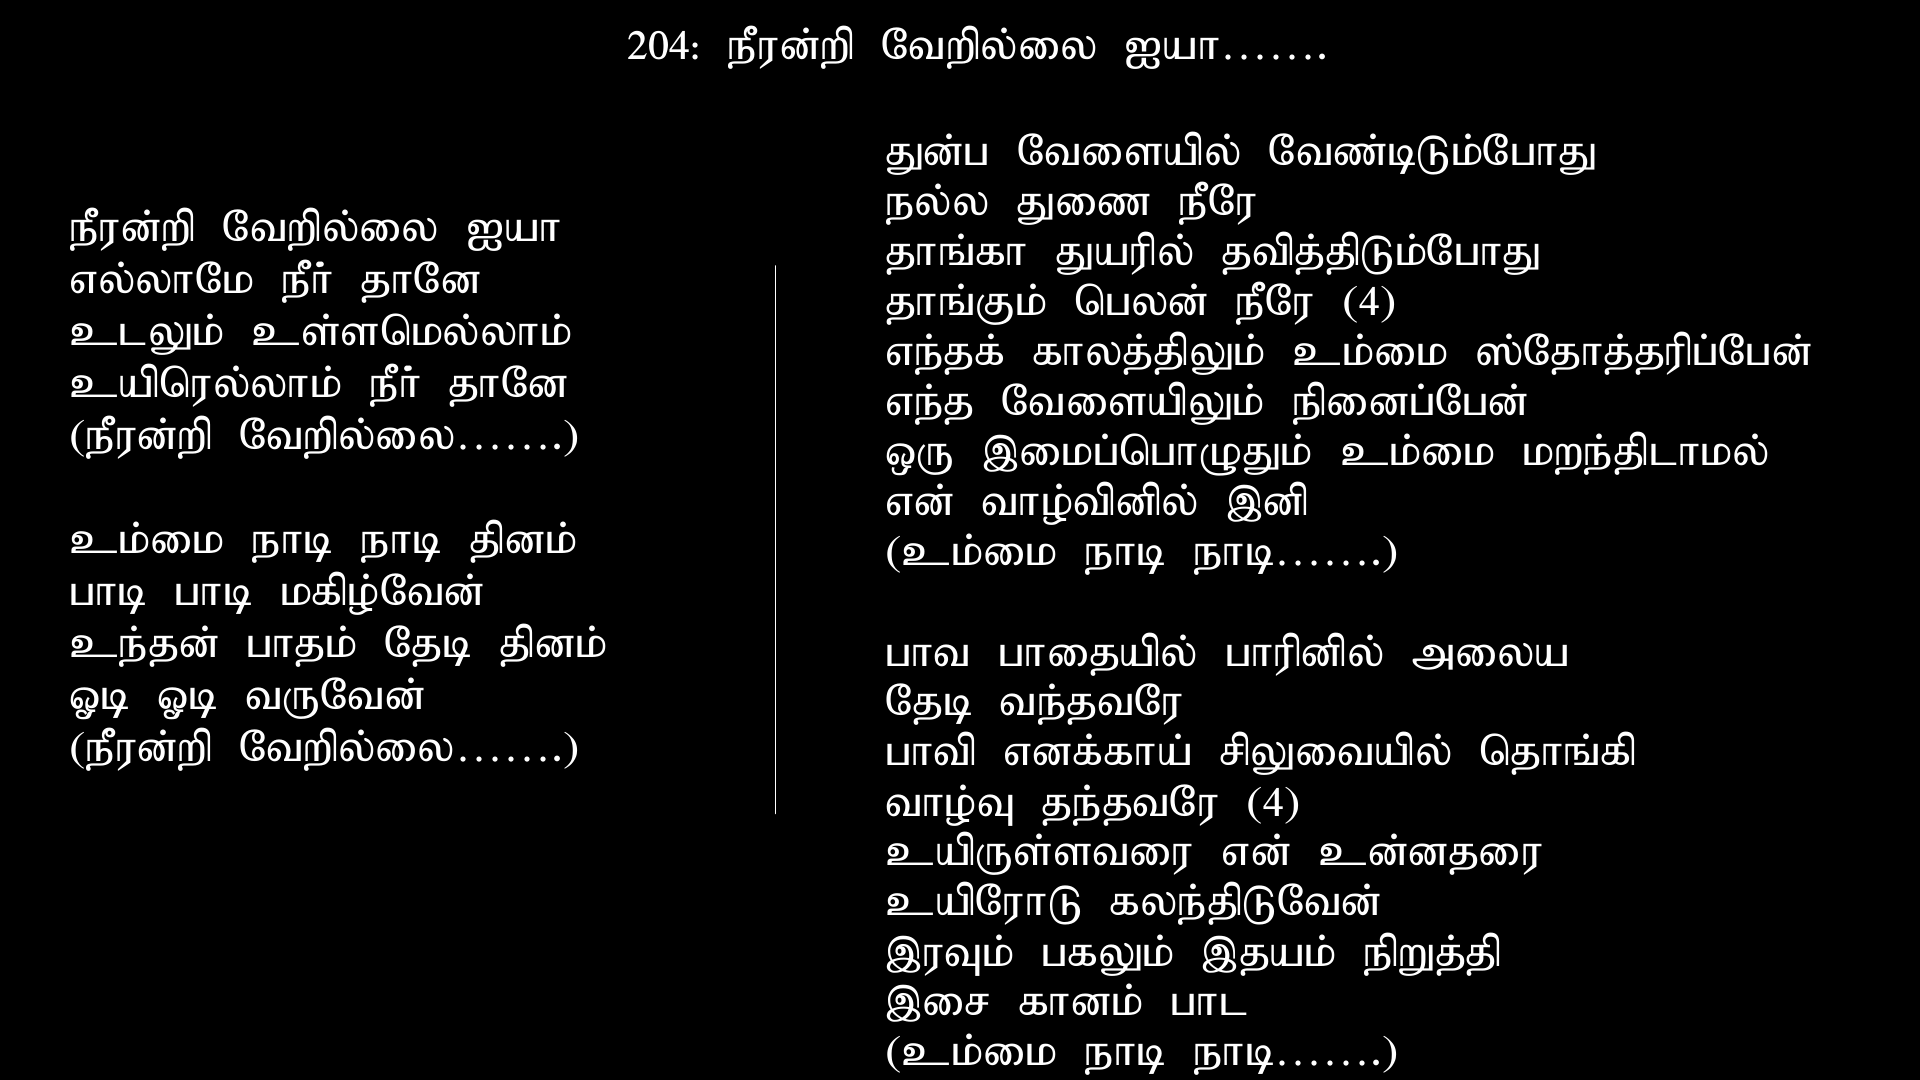 204: நீரன்றி வேறில்லை ஐயா.......
நீரன்றி வேறில்லை ஐயா
எல்லாமே நீர் தானே
உடலும் உள்ளமெல்லாம்
உயிரெல்லாம் நீர் தானே
(நீரன்றி வேறில்லை.......)
உம்மை நாடி நாடி தினம்
பாடி பாடி மகிழ்வேன்
உந்தன் பாதம் தேடி தினம்
ஓடி ஓடி வருவேன்
(நீரன்றி வேறில்லை.......)
துன்ப வேளையில் வேண்டிடும்போது
நல்ல துணை நீரே
தாங்கா துயரில் தவித்திடும்போது
தாங்கும் பெலன் நீரே (4)
எந்தக் காலத்திலும் உம்மை ஸ்தோத்தரிப்பேன்
எந்த வேளையிலும் நினைப்பேன்
ஒரு இமைப்பொழுதும் உம்மை மறந்திடாமல்
என் வாழ்வினில் இனி
(உம்மை நாடி நாடி.......)
பாவ பாதையில் பாரினில் அலைய
தேடி வந்தவரே
பாவி எனக்காய் சிலுவையில் தொங்கி
வாழ்வு தந்தவரே (4)
உயிருள்ளவரை என் உன்னதரை
உயிரோடு கலந்திடுவேன்
இரவும் பகலும் இதயம் நிறுத்தி
இசை கானம் பாட
(உம்மை நாடி நாடி.......)